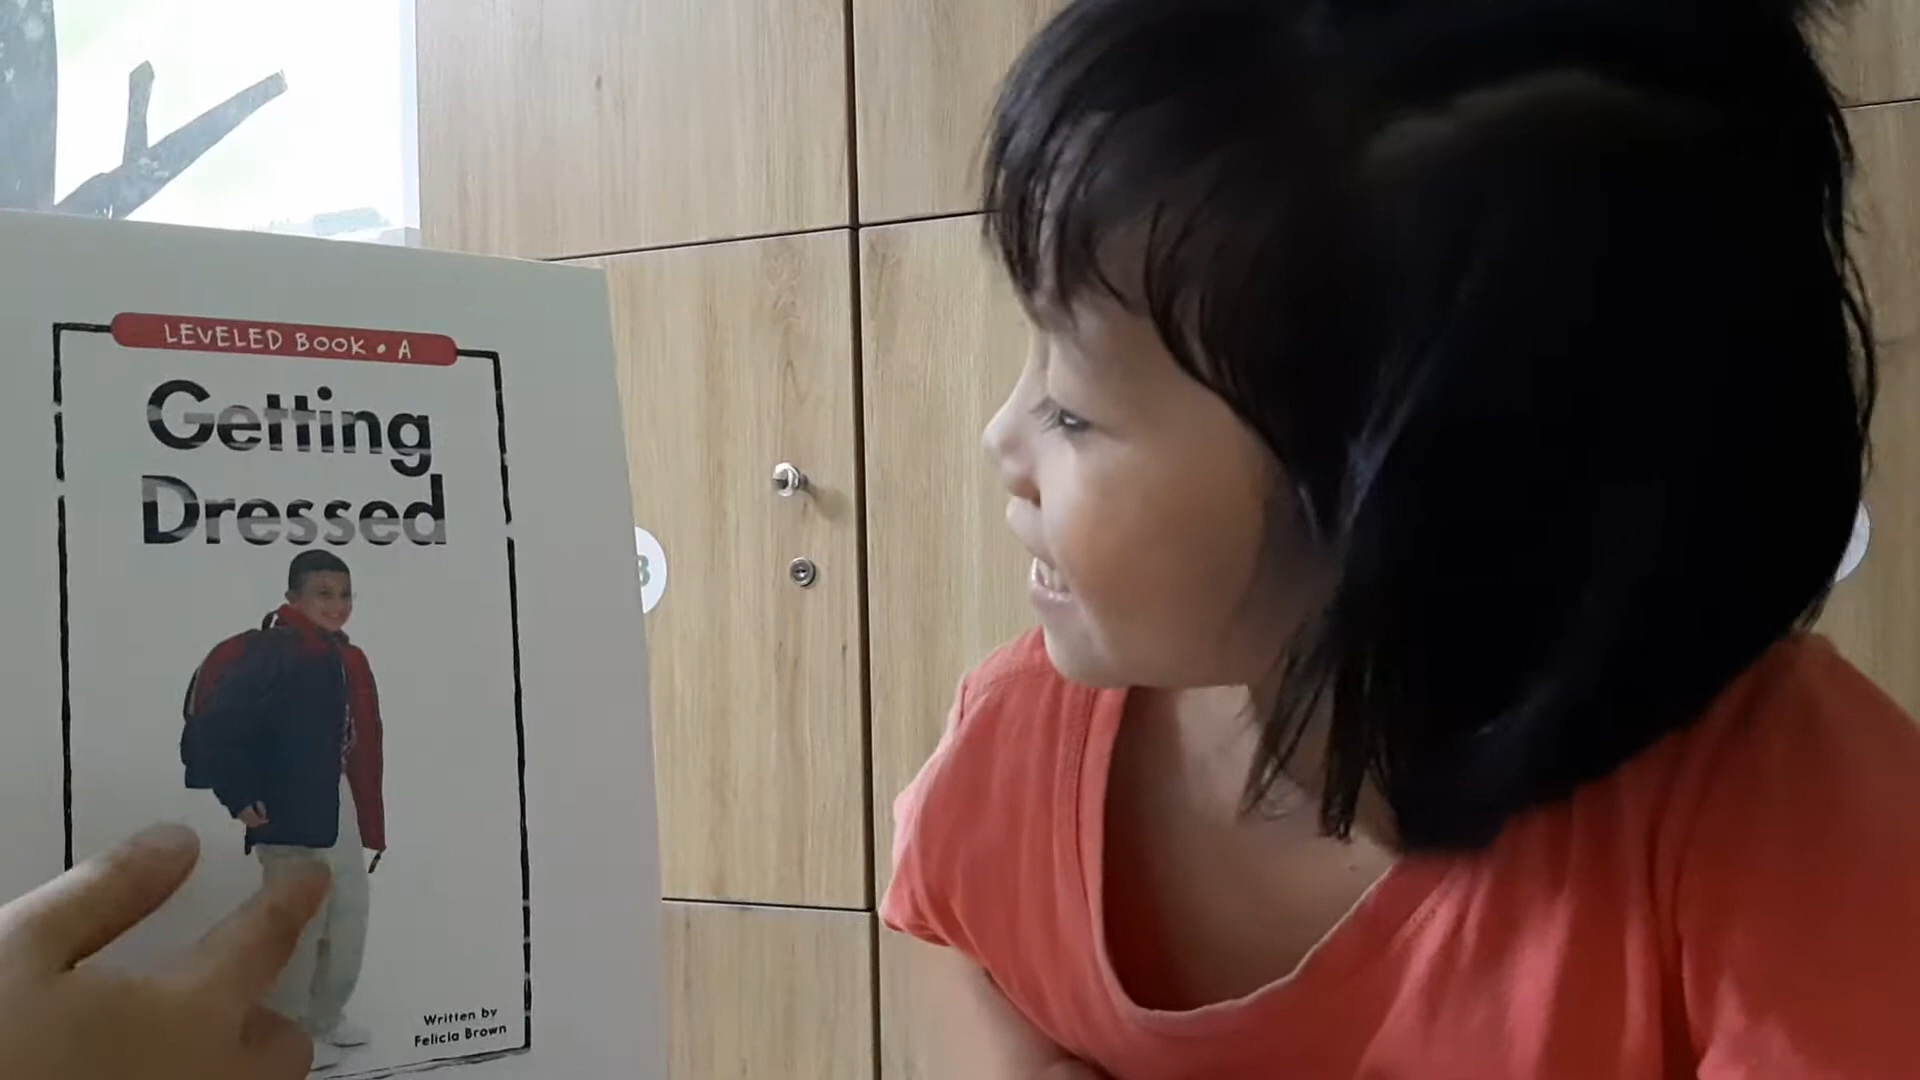 LEVELED BOOK • A
Getting
Dressed
Written by
Felicia Brown